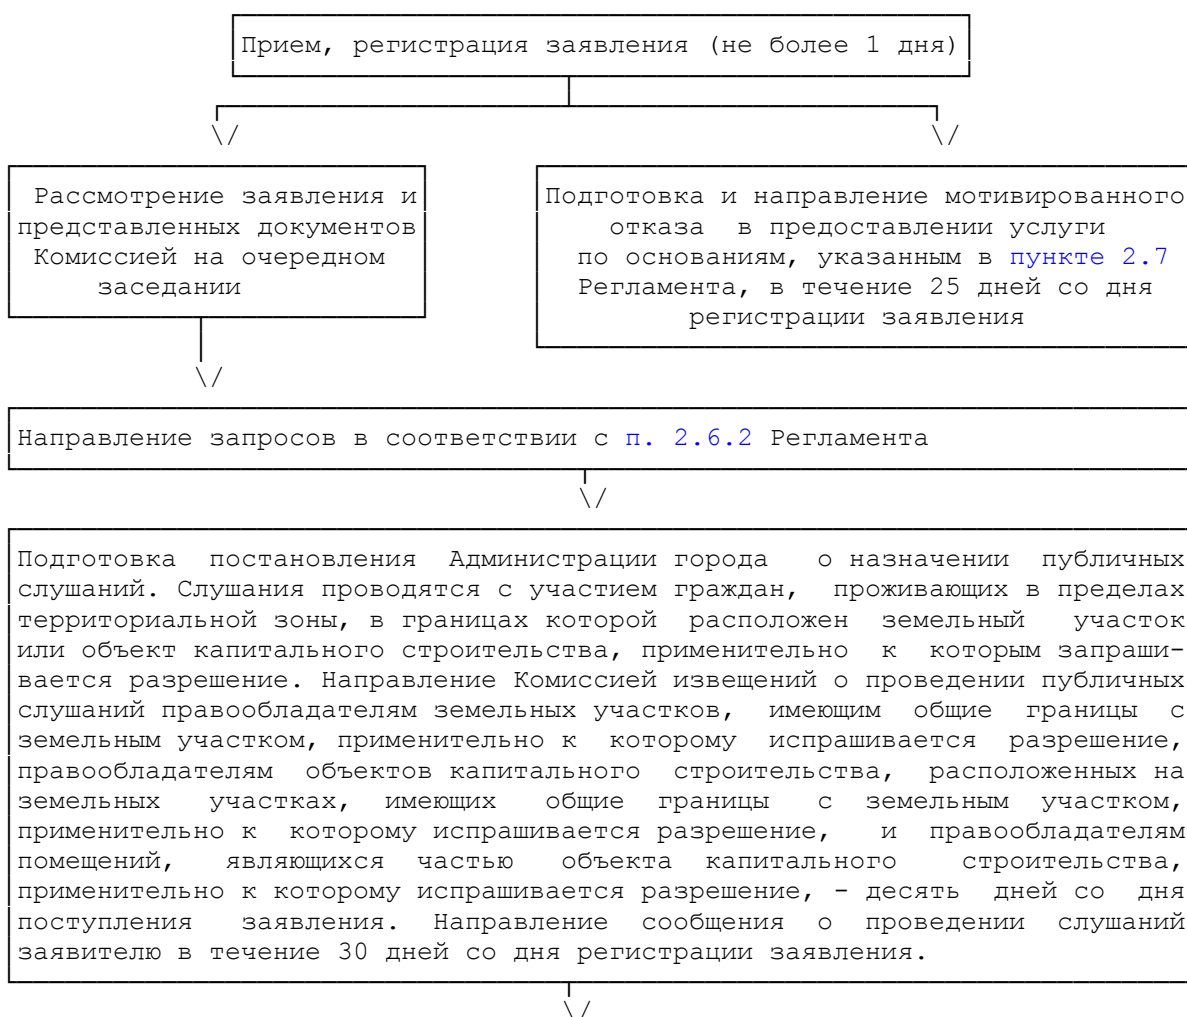 Прием, регистрация заявления (не более 1 дня)
Рассмотрение заявления и
представленных документов
Комиссией на очередном
заседании
Подготовка и направление мотивированного
отказа в предоставлении услуги
по основаниям, указанным в пункте 2.7
Регламента, в течение 25 дней со дня
регистрации заявления
Направление запросов в соответствии с п. 2.6.2 Регламента
Подготовка постановления Администрации города о назначении публичных
слушаний. Слушания проводятся с участием граждан, проживающих в пределах
территориальной зоны, в границах которой расположен земельный участок
или объект капитального строительства, применительно к которым запраши-
вается разрешение. Направление Комиссией извещений о проведении публичных
слушаний правообладателям земельных участков, имеющим общие границы с
земельным участком, применительно к которому испрашивается разрешение,
правообладателям объектов капитального строительства, расположенных на
земельных участках, имеющих общие границы с земельным участком,
применительно к которому испрашивается разрешение, и правообладателям
помещений, являющихся частью объекта капитального строительства,
применительно к которому испрашивается разрешение, - десять дней со дня
поступления заявления. Направление сообщения о проведении слушаний
заявителю в течение 30 дней со дня регистрации заявления.